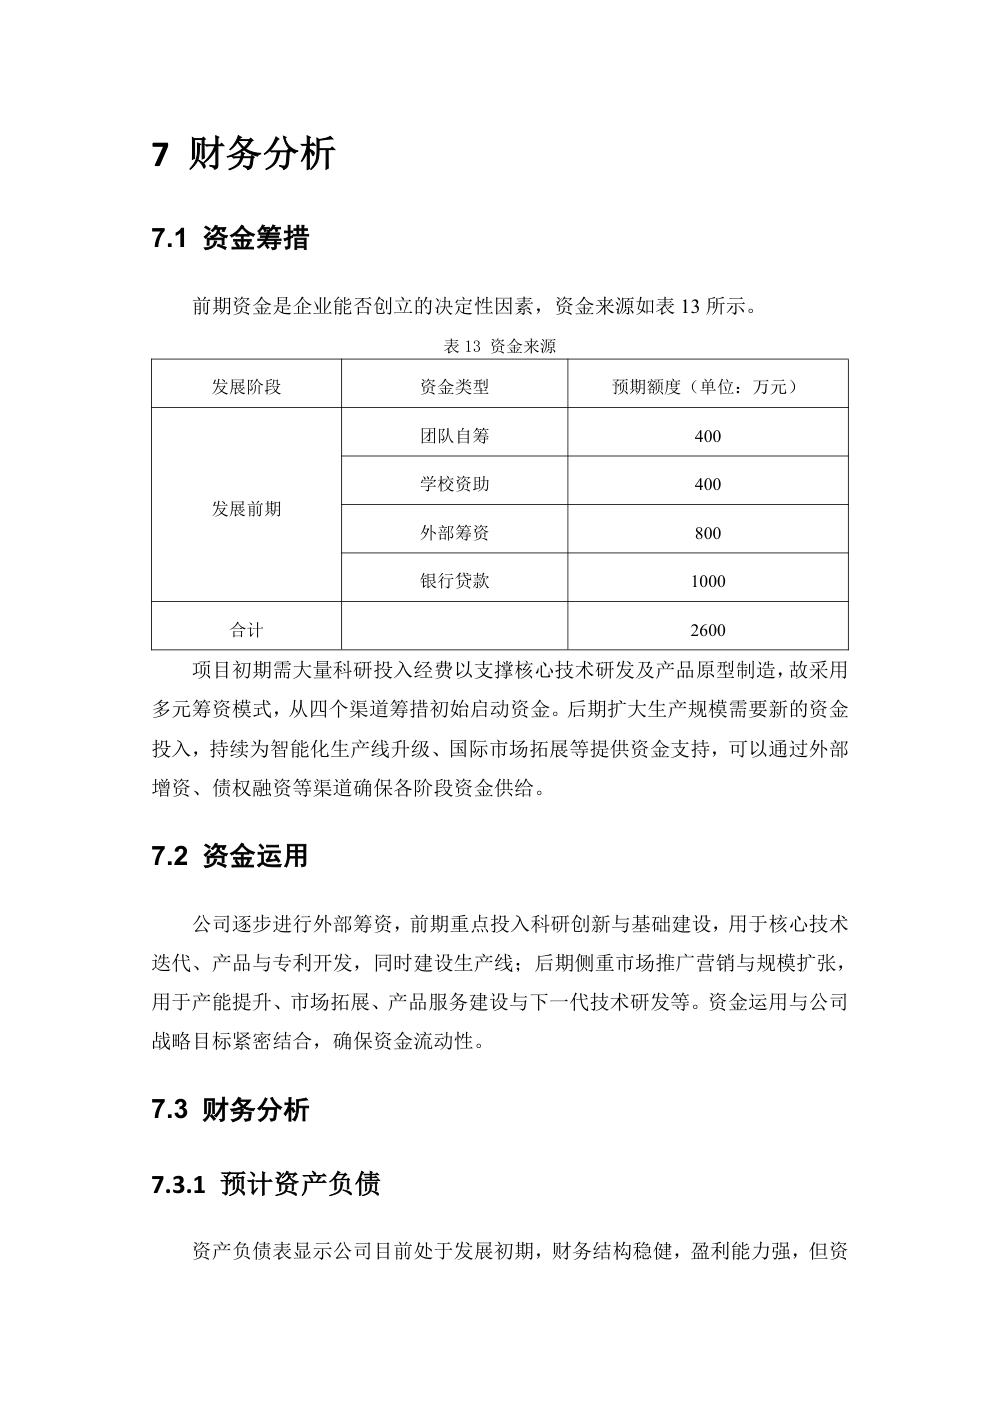 7 财务分析
7.1 资金筹措
前期资金是企业能否创立的决定性因素，资金来源如表 13 所示。
表 13 资金来源
发展阶段 资金类型 预期额度（单位：万元）
发展前期
团队自筹 400
学校资助 400
外部筹资 800
银行贷款 1000
合计 2600
项目初期需大量科研投入经费以支撑核心技术研发及产品原型制造，故采用
多元筹资模式，从四个渠道筹措初始启动资金。后期扩大生产规模需要新的资金
投入，持续为智能化生产线升级、国际市场拓展等提供资金支持，可以通过外部
增资、债权融资等渠道确保各阶段资金供给。
7.2 资金运用
公司逐步进行外部筹资，前期重点投入科研创新与基础建设，用于核心技术
迭代、产品与专利开发，同时建设生产线；后期侧重市场推广营销与规模扩张，
用于产能提升、市场拓展、产品服务建设与下一代技术研发等。资金运用与公司
战略目标紧密结合，确保资金流动性。
7.3 财务分析
7.3.1 预计资产负债
资产负债表显示公司目前处于发展初期，财务结构稳健，盈利能力强，但资